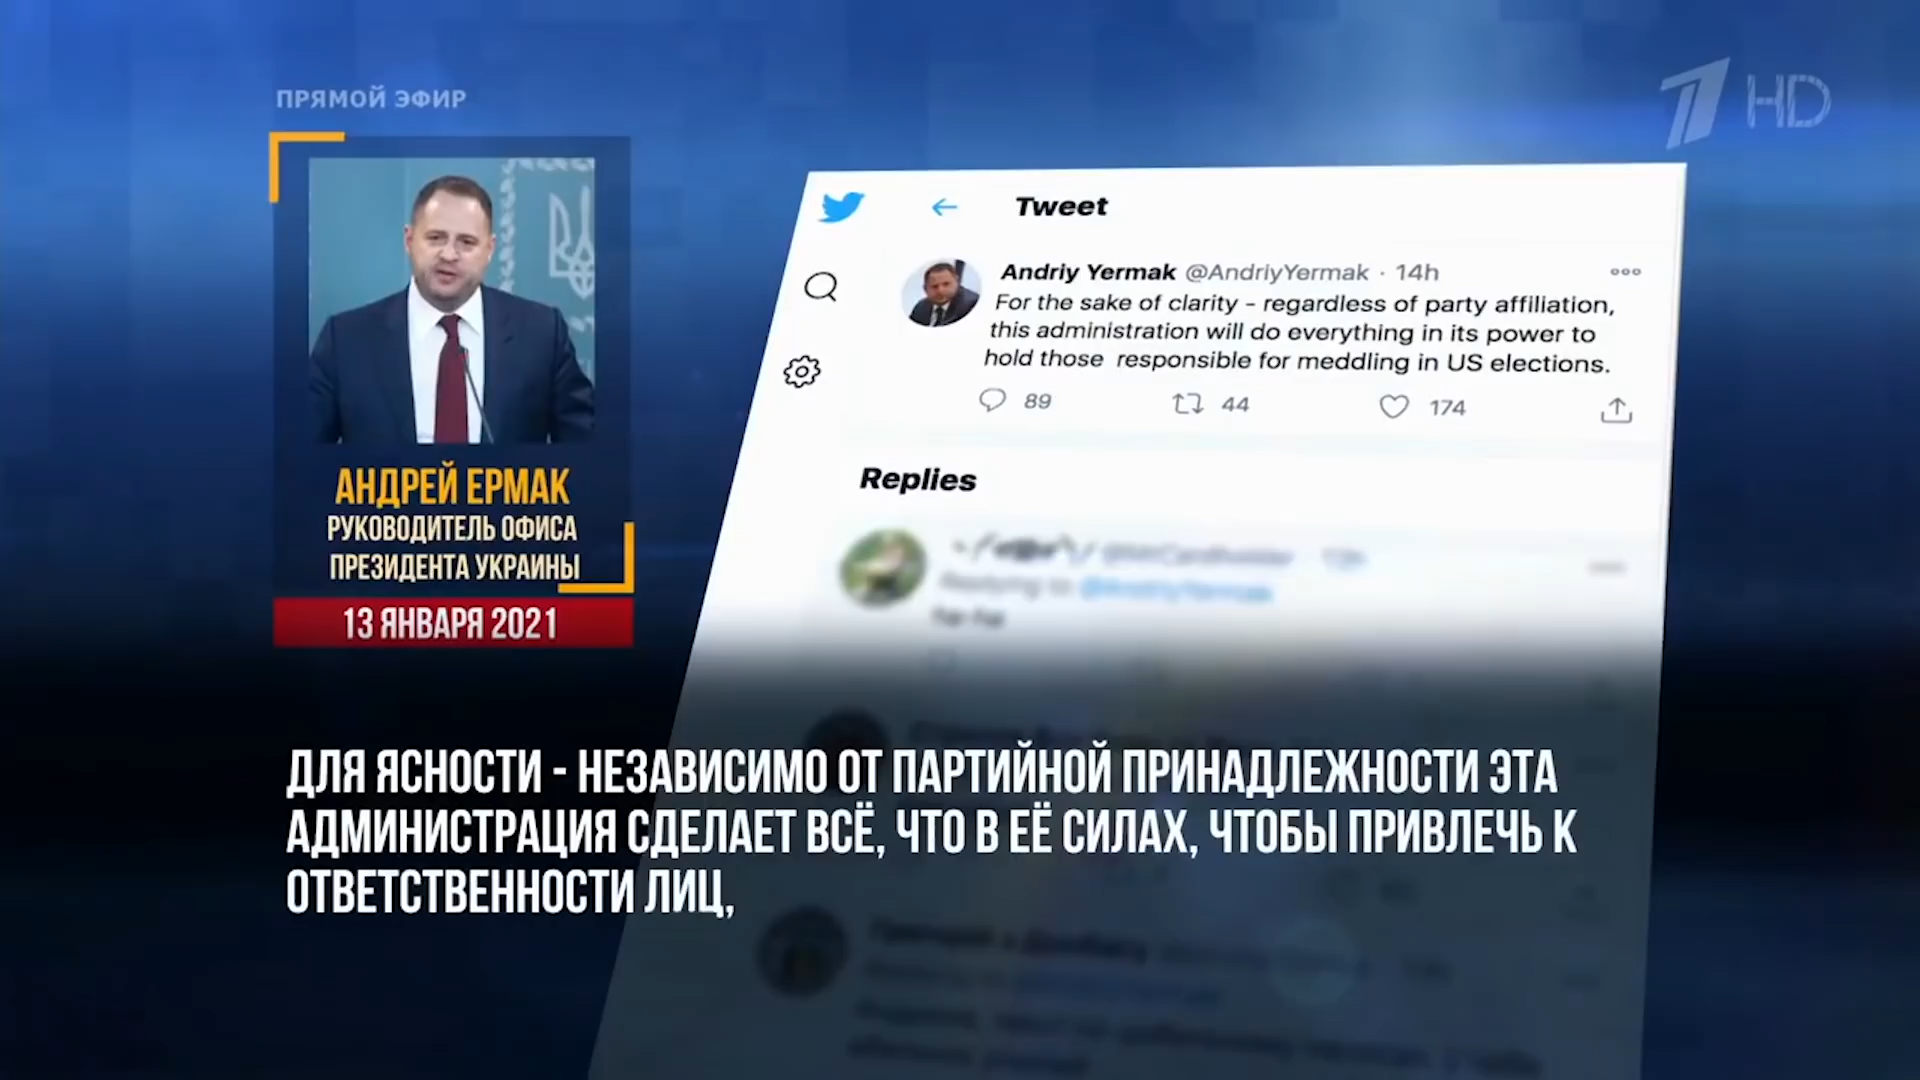 ПРЯМОЙ ЭФИР
HD
АНДРЕЙ ЕРМАК
РУКОВОДИТЕЛЬ ОФИСА
ПРЕЗИДЕНТА УКРАИНЫ
13 ЯНВАРЯ 2021
Tweet
Andriy Yermak @AndriyYermak · 14h
For the sake of clarity - regardless of party affiliation,
this administration will do everything in its power to
hold those responsible for meddling in US elections.
89 44 174
Replies
Replying to @AndriyYermak
ДЛЯ ЯСНОСТИ - НЕЗАВИСИМО ОТ ПАРТИЙНОЙ ПРИНАДЛЕЖНОСТИ ЭТА
АДМИНИСТРАЦИЯ СДЕЛАЕТ ВСЁ, ЧТО В ЕЁ СИЛАХ, ЧТОБЫ ПРИВЛЕЧЬ К
ОТВЕТСТВЕННОСТИ ЛИЦ,